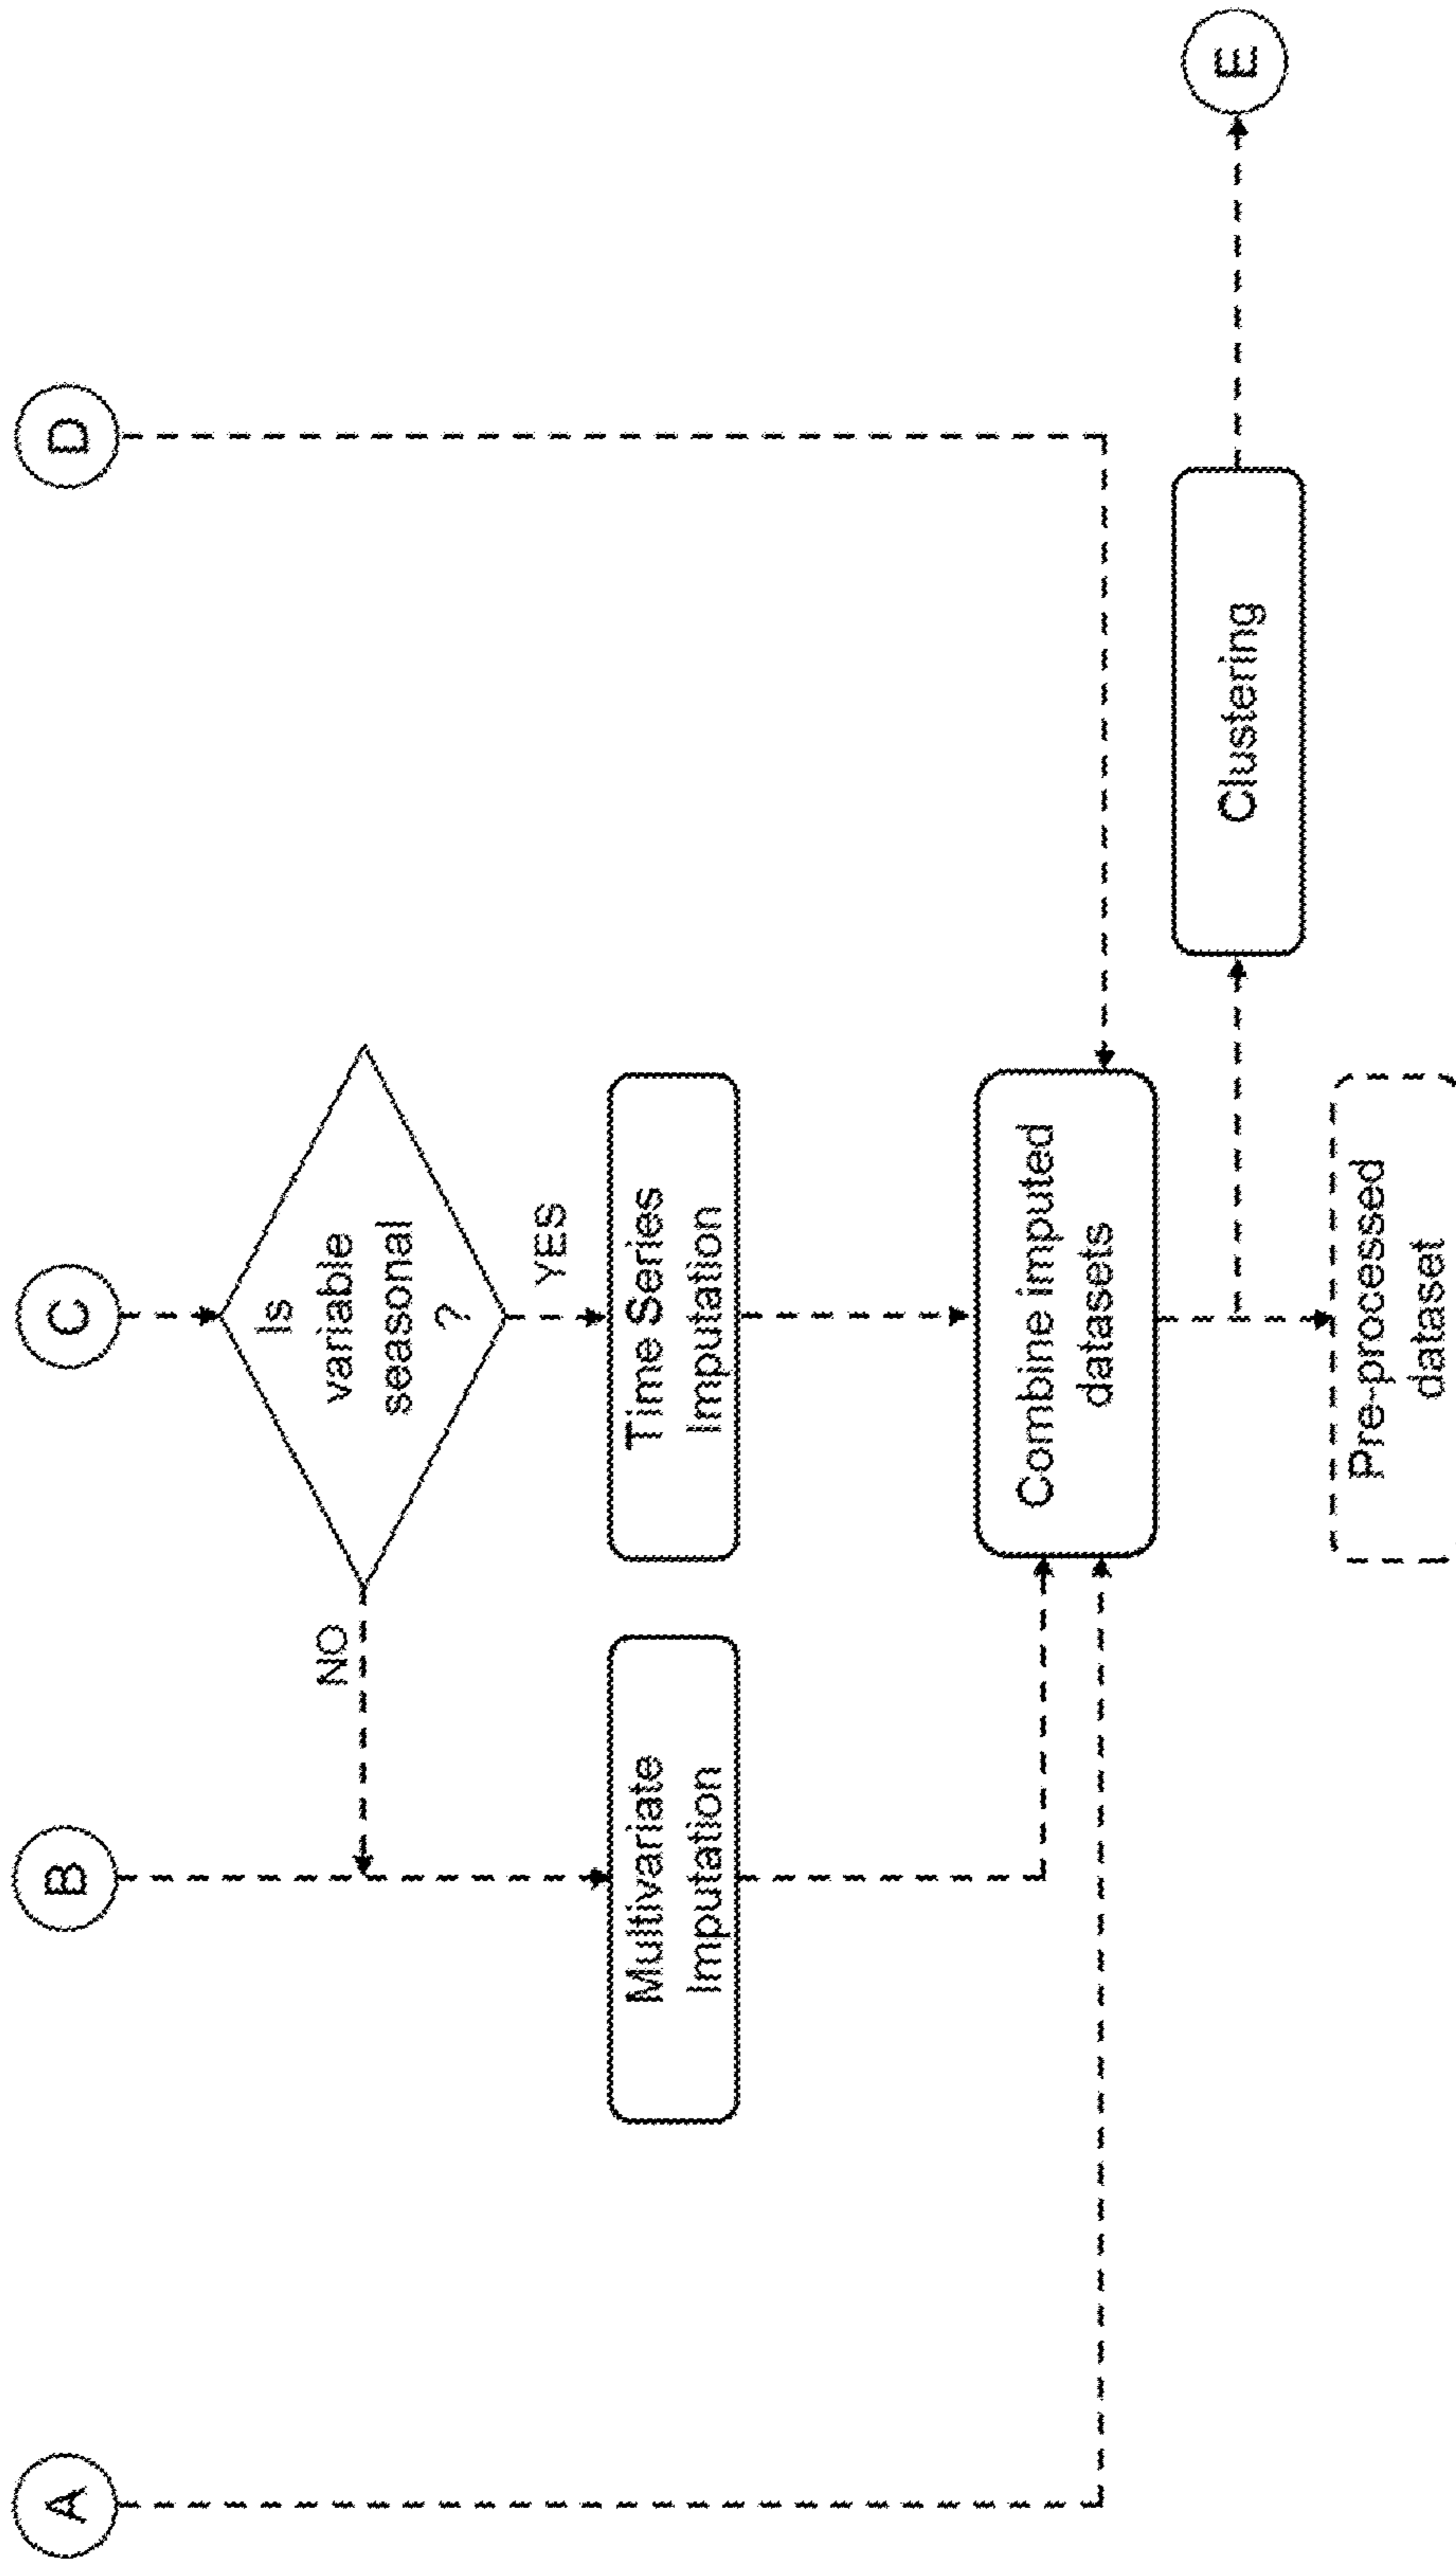 A
B
C
D
Is
variable
seasonal
?
NO
YES
Multivariate
Imputation
Time Series
Imputation
Combine imputed
datasets
Clustering
E
Pre-processed
dataset